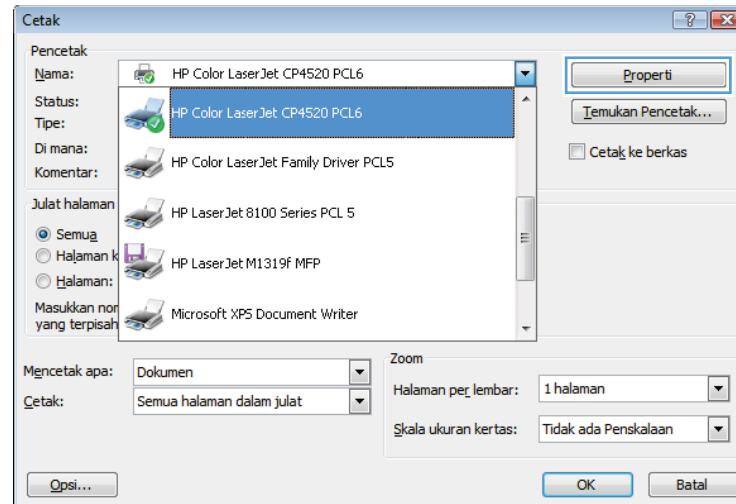 Cetak
Pencetak
Nama: HP Color LaserJet CP4520 PCL6
Properti
Status:
HP Color LaserJet CP4520 PCL6
Temukan Pencetak...
Tipe:
Di mana:
HP Color LaserJet Family Driver PCL5
Cetak ke berkas
Komentar:
Julat halaman
HP LaserJet 8100 Series PCL 5
Semua
Halaman k
HP LaserJet M1319f MFP
Halaman:
Masukkan nor
yang terpisah
Microsoft XPS Document Writer
Mencetak apa: Dokumen
Cetak: Semua halaman dalam julat
Zoom
Halaman per lembar: 1 halaman
Skala ukuran kertas: Tidak ada Penskalaan
Opsi...
OK
Batal